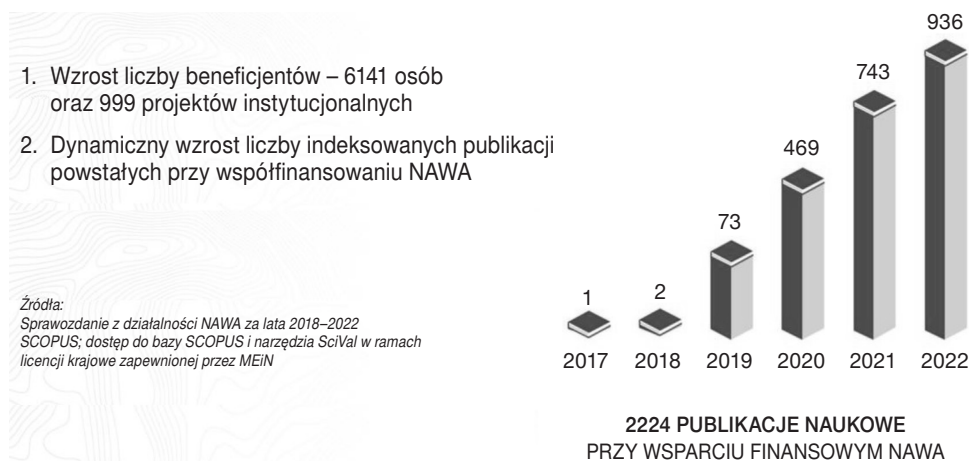 1. Wzrost liczby beneficjentów – 6141 osób
oraz 999 projektów instytucjonalnych
2. Dynamiczny wzrost liczby indeksowanych publikacji
powstałych przy współfinansowaniu NAWA
Źródła:
Sprawozdanie z działalności NAWA za lata 2018–2022
SCOPUS; dostęp do bazy SCOPUS i narzędzia SciVal w ramach
licencji krajowe zapewnionej przez MEiN
936
743
469
73
2
1
2017 2018 2019 2020 2021 2022
2224 PUBLIKACJE NAUKOWE
PRZY WSPARCIU FINANSOWYM NAWA